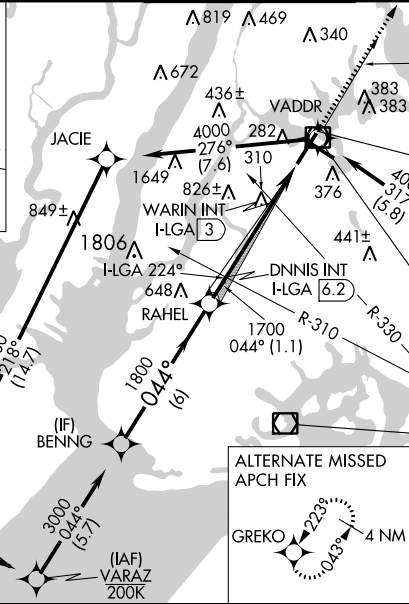 819
469
340
672
436±
383
383
VADDR
JACIE
4000
276°
(7.6)
282
310
1649
826±
376
317
(5.8)
WARIN INT
I-LGA 3
849±
1806
441±
I-LGA 224°
DNNIS INT
I-LGA 6.2
648
RAHEL
R-310
R-330
1700
044° (1.1)
218°
(14.7)
1800
044°
(6)
(IF)
BENNG
3000
044°
(5.7)
(IAF)
VARAZ
200K
ALTERNATE MISSED
APCH FIX
GREKO
223°
043°
4 NM